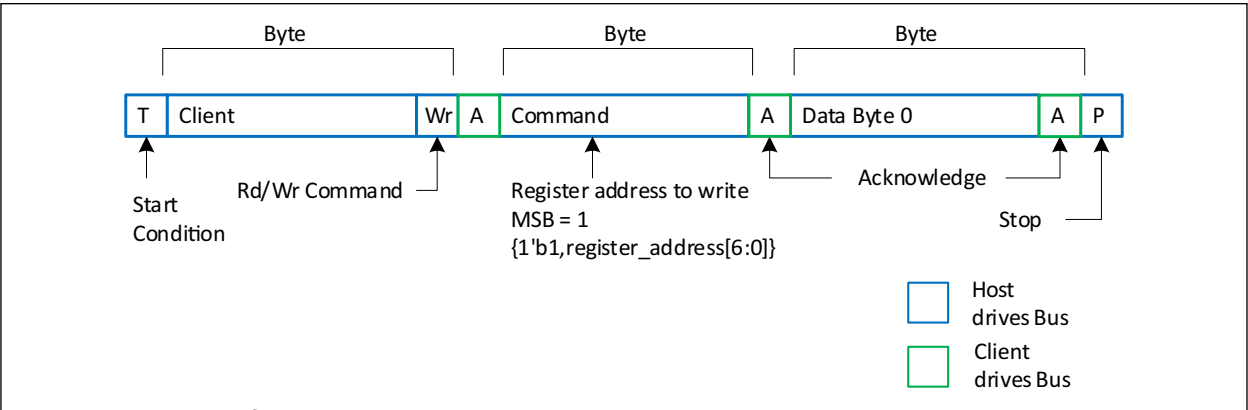 Byte
Byte
Byte
T Client Wr A Command A Data Byte 0 A P
Start
Condition
Rd/Wr Command
Register address to write
MSB = 1
{1'b1,register_address[6:0]}
Acknowledge
Stop
Host
drives Bus
Client
drives Bus